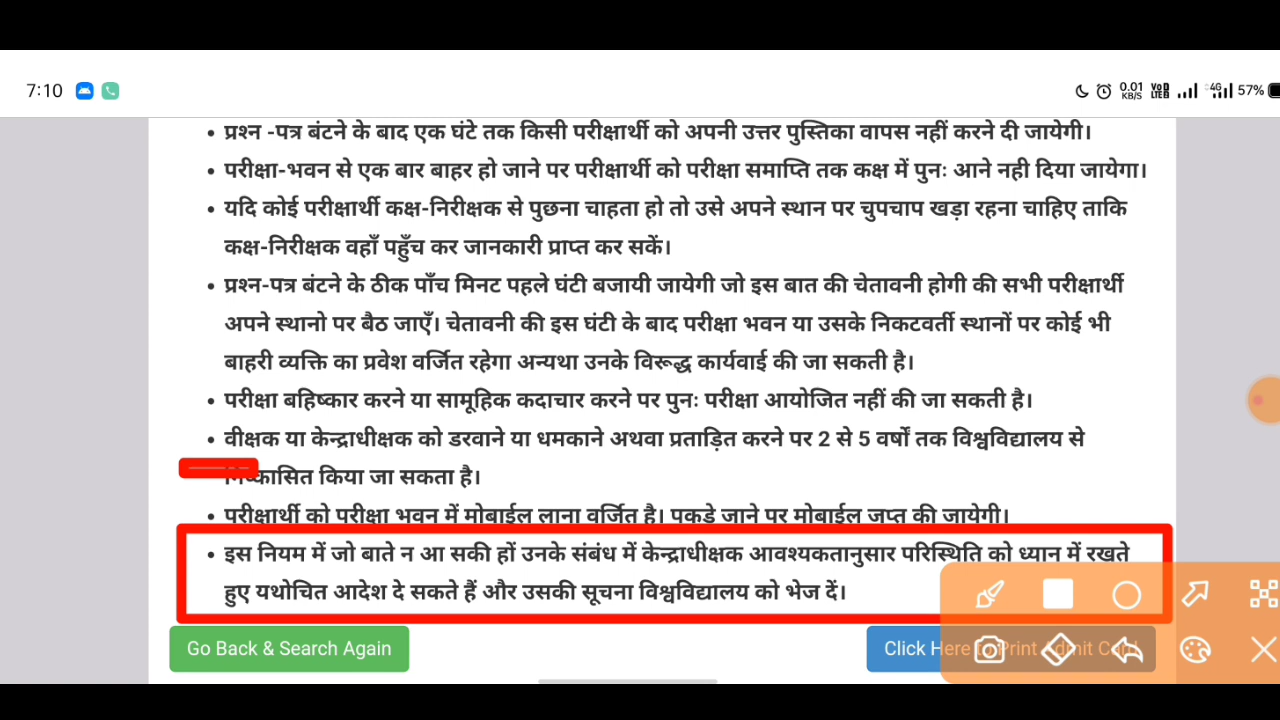 7:10
0.01 KB/S VoD LTE 4G 57%
प्रश्न -पत्र बंटने के बाद एक घंटे तक किसी परीक्षार्थी को अपनी उत्तर पुस्तिका वापस नहीं करने दी जायेगी।
परीक्षा-भवन से एक बार बाहर हो जाने पर परीक्षार्थी को परीक्षा समाप्ति तक कक्ष में पुनः आने नही दिया जायेगा।
यदि कोई परीक्षार्थी कक्ष-निरीक्षक से पुछना चाहता हो तो उसे अपने स्थान पर चुपचाप खड़ा रहना चाहिए ताकि
कक्ष-निरीक्षक वहाँ पहुँच कर जानकारी प्राप्त कर सकें।
प्रश्न-पत्र बंटने के ठीक पाँच मिनट पहले घंटी बजायी जायेगी जो इस बात की चेतावनी होगी की सभी परीक्षार्थी
अपने स्थानो पर बैठ जाएँ। चेतावनी की इस घंटी के बाद परीक्षा भवन या उसके निकटवर्ती स्थानों पर कोई भी
बाहरी व्यक्ति का प्रवेश वर्जित रहेगा अन्यथा उनके विरूद्ध कार्यवाई की जा सकती है।
परीक्षा बहिष्कार करने या सामूहिक कदाचार करने पर पुनः परीक्षा आयोजित नहीं की जा सकती है।
वीक्षक या केन्द्राधीक्षक को डरवाने या धमकाने अथवा प्रताड़ित करने पर 2 से 5 वर्षों तक विश्वविद्यालय से
निष्कासित किया जा सकता है।
परीक्षार्थी को परीक्षा भवन में मोबाईल लाना वर्जित है। पकडे जाने पर मोबाईल जप्त की जायेगी।
इस नियम में जो बाते न आ सकी हों उनके संबंध में केन्द्राधीक्षक आवश्यकतानुसार परिस्थिति को ध्यान में रखते
हुए यथोचित आदेश दे सकते हैं और उसकी सूचना विश्वविद्यालय को भेज दें।
Go Back & Search Again
Click Here to Print Admit Card